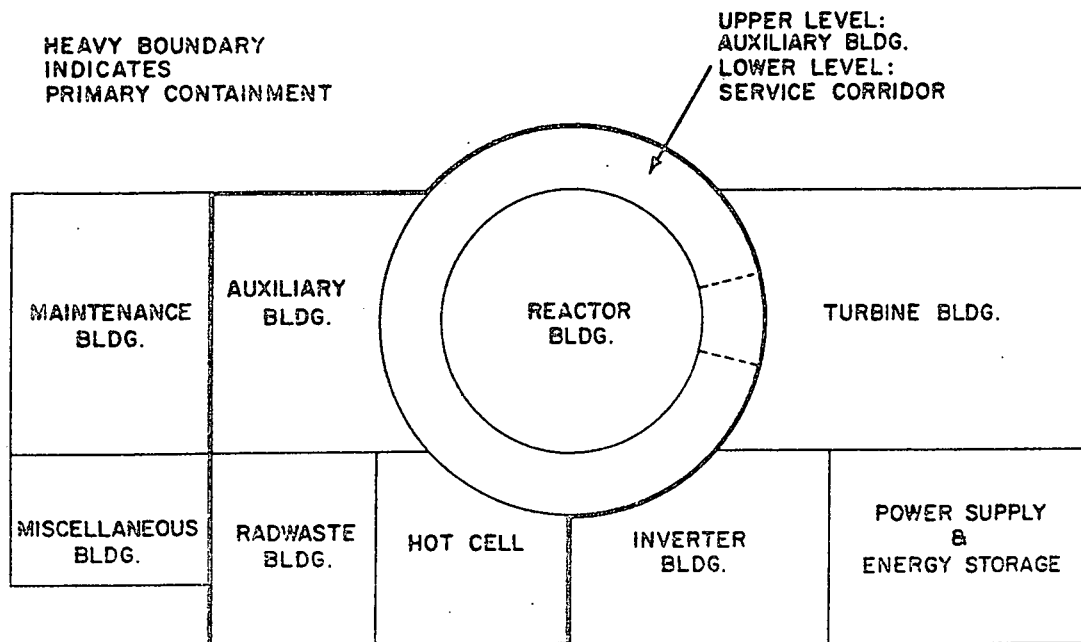 HEAVY BOUNDARY
INDICATES
PRIMARY CONTAINMENT
UPPER LEVEL:
AUXILIARY BLDG.
LOWER LEVEL:
SERVICE CORRIDOR
MAINTENANCE
BLDG.
AUXILIARY
BLDG.
REACTOR
BLDG.
TURBINE BLDG.
MISCELLANEOUS
BLDG.
RADWASTE
BLDG.
HOT CELL
INVERTER
BLDG.
POWER SUPPLY
&
ENERGY STORAGE